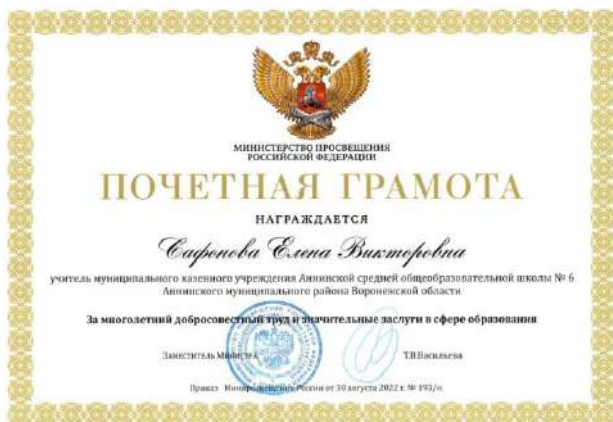 МИНИСТЕРСТВО ПРОСВЕЩЕНИЯ
РОССИЙСКОЙ ФЕДЕРАЦИИ
ПОЧЕТНАЯ ГРАМОТА
НАГРАЖДАЕТСЯ
Сафонова Елена Викторовна
учитель муниципального казенного учреждения Аннинской средней общеобразовательной школы № 6
Аннинского муниципального района Воронежской области
За многолетний добросовестный труд и значительные заслуги в сфере образования
Заместитель Министра Т.В.Васильева
Приказ Минпросвещения России от 30 августа 2022 г. №